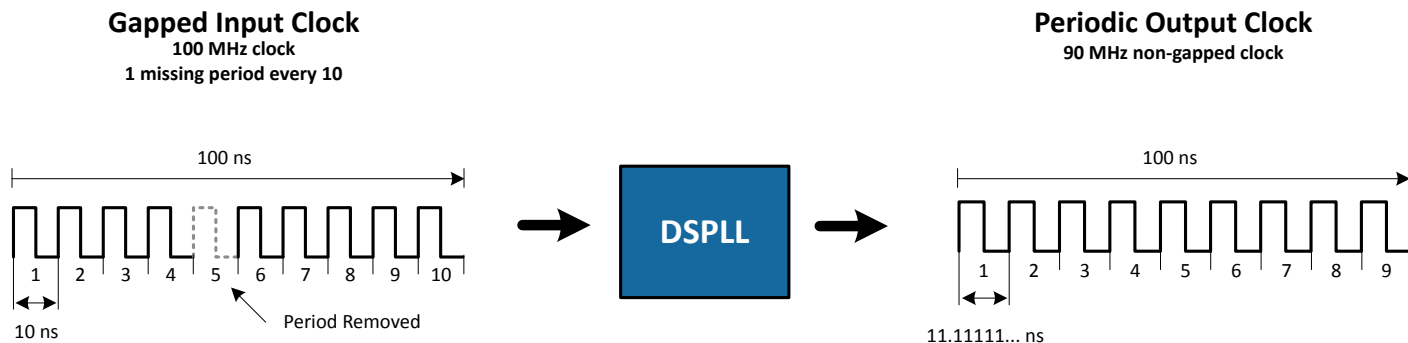 Gapped Input Clock
100 MHz clock
1 missing period every 10
Periodic Output Clock
90 MHz non-gapped clock
100 ns
100 ns
DSPLL
1 2 3 4 5 6 7 8 9 10
1 2 3 4 5 6 7 8 9
10 ns
Period Removed
11.11111... ns